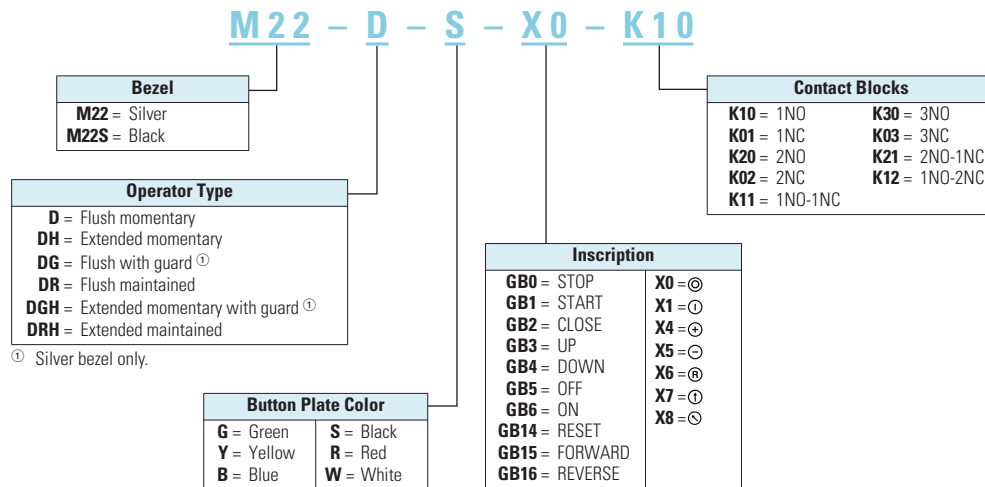 M22 – D – S – X0 – K10
Bezel
M22 = Silver
M22S = Black
Contact Blocks
K10 = 1NO
K01 = 1NC
K20 = 2NO
K02 = 2NC
K11 = 1NO-1NC
K30 = 3NO
K03 = 3NC
K21 = 2NO-1NC
K12 = 1NO-2NC
Operator Type
D = Flush momentary
DH = Extended momentary
DG = Flush with guard ①
DR = Flush maintained
DGH = Extended momentary with guard ①
DRH = Extended maintained
① Silver bezel only.
Inscription
GB0 = STOP
GB1 = START
GB2 = CLOSE
GB3 = UP
GB4 = DOWN
GB5 = OFF
GB6 = ON
GB14 = RESET
GB15 = FORWARD
GB16 = REVERSE
X0 =
X1 =
X4 =
X5 =
X6 = Ⓡ
X7 =
X8 =
Button Plate Color
G = Green
Y = Yellow
B = Blue
S = Black
R = Red
W = White